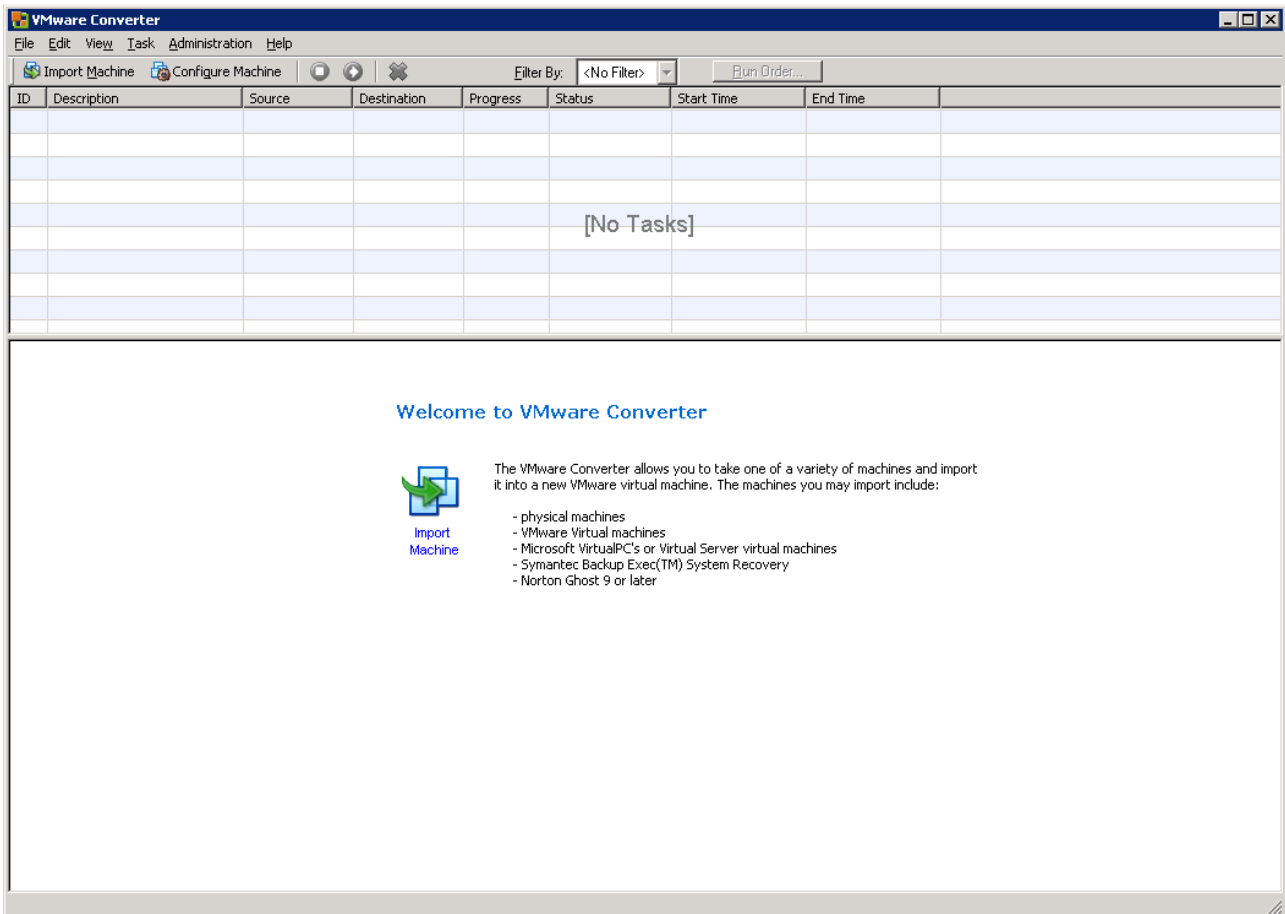 VMware Converter
File Edit View Task Administration Help
Import Machine Configure Machine Filter By: <No Filter> Run Order...
ID Description Source Destination Progress Status Start Time End Time
[No Tasks]
Welcome to VMware Converter
The VMware Converter allows you to take one of a variety of machines and import
it into a new VMware virtual machine. The machines you may import include:
- physical machines
- VMware Virtual machines
- Microsoft VirtualPC's or Virtual Server virtual machines
- Symantec Backup Exec(TM) System Recovery
- Norton Ghost 9 or later
Import
Machine